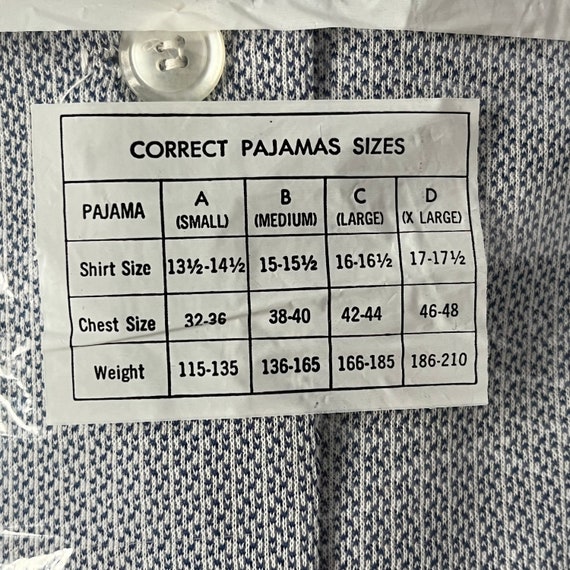 CORRECT PAJAMAS SIZES
PAJAMA A (SMALL) B (MEDIUM) C (LARGE) D (X LARGE)
Shirt Size 13½-14½ 15-15½ 16-16½ 17-17½
Chest Size 32-36 38-40 42-44 46-48
Weight 115-135 136-165 166-185 186-210